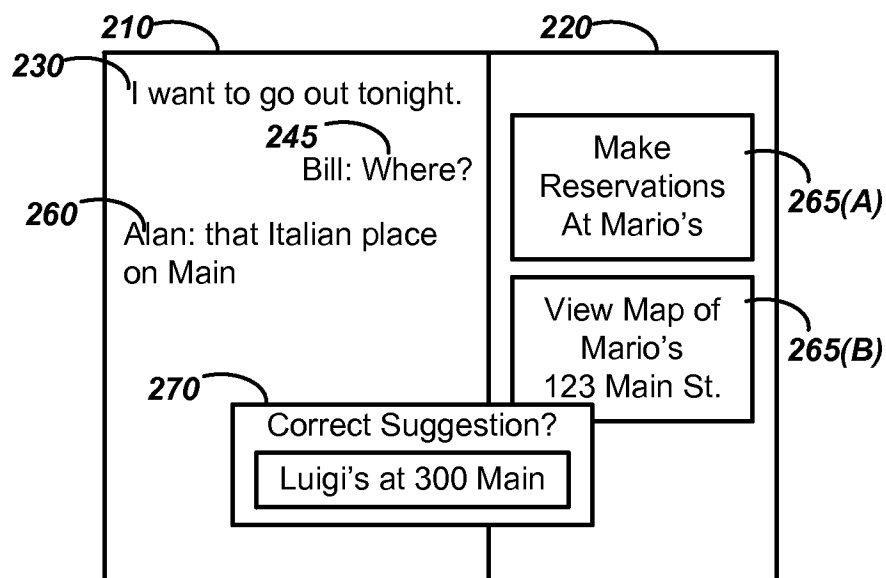 210
220
230
I want to go out tonight.
245
Bill: Where?
260
Alan: that Italian place
on Main
Make
Reservations
At Mario's
265(A)
View Map of
Mario's
123 Main St.
265(B)
270
Correct Suggestion?
Luigi's at 300 Main